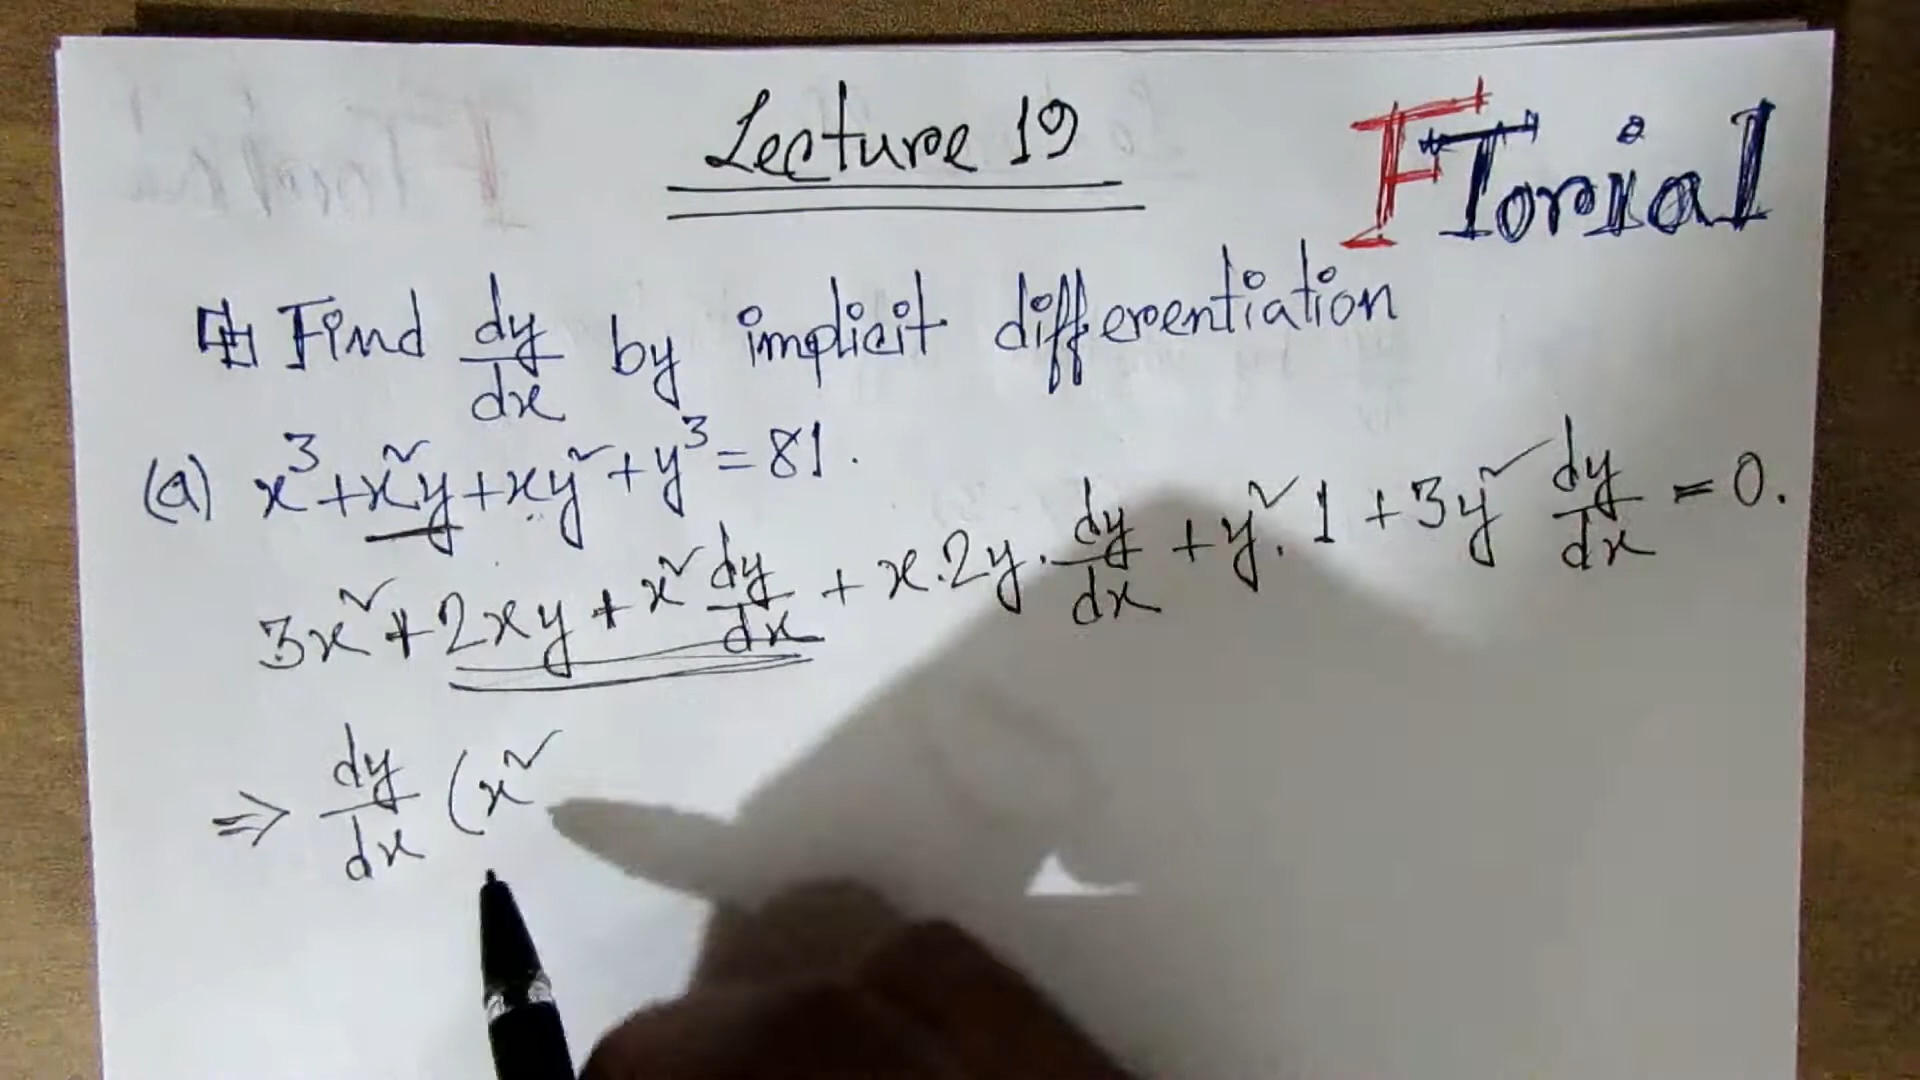 Lecture 19
FTorial
Find dy/dx by implicit differentiation
(a) x³+x²y+xy²+y³=81.
3x²+2xy+x² dy/dx + x.2y. dy/dx + y².1 +3y² dy/dx = 0.
⇒ dy/dx (x²